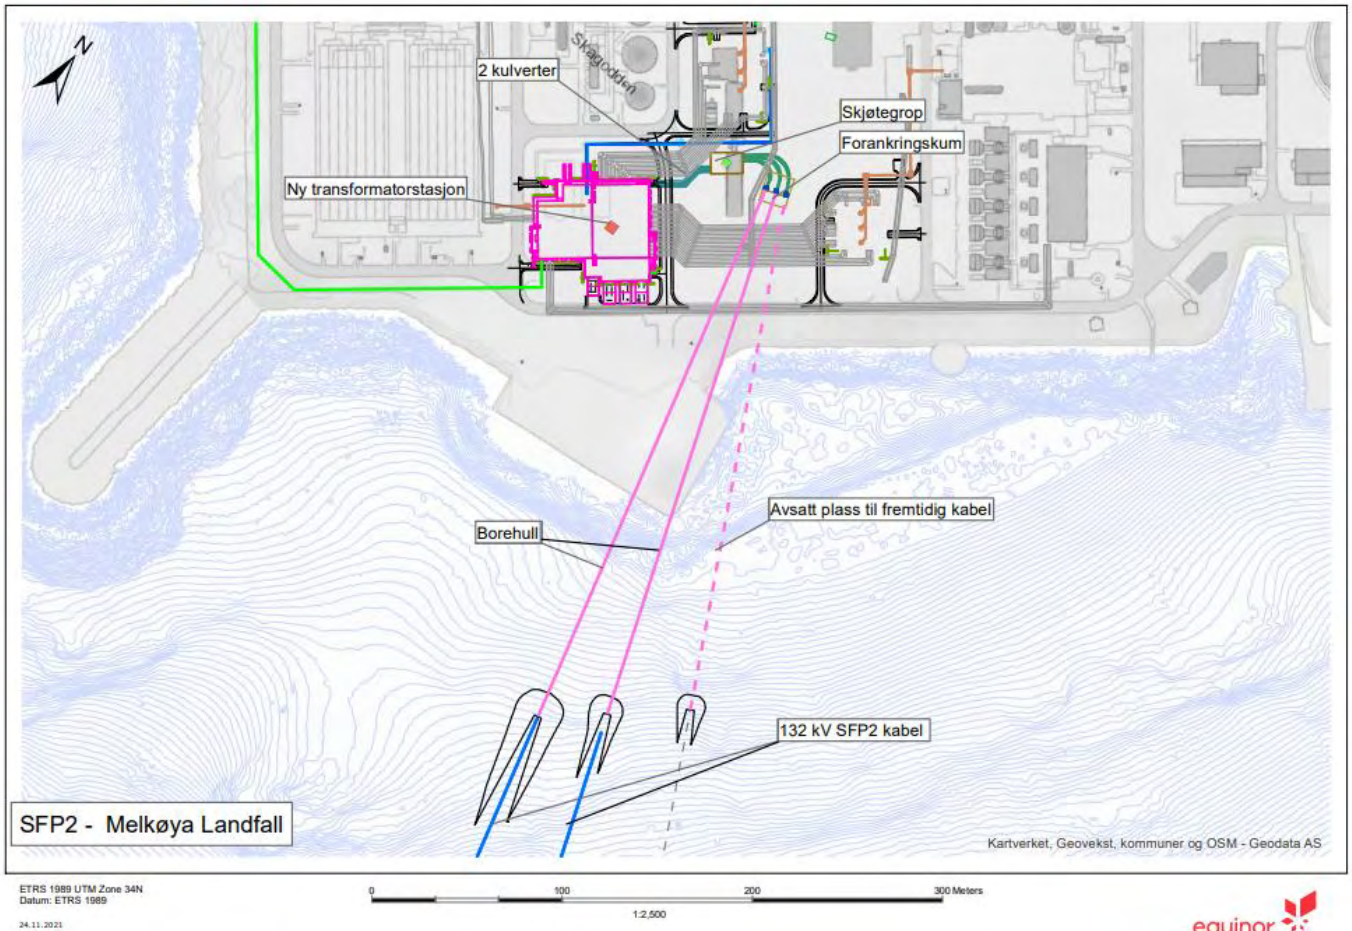 N
Skagodden
2 kulverter
Skjøtegrop
Forankringskum
Ny transformatorstasjon
Avsatt plass til fremtidig kabel
Borehull
132 kV SFP2 kabel
SFP2 - Melkøya Landfall
Kartverket, Geovekst, kommuner og OSM - Geodata AS
ETRS 1989 UTM Zone 34N
Datum: ETRS 1989
24.11.2021
0 100 200 300 Meters
1:2,500
equinor